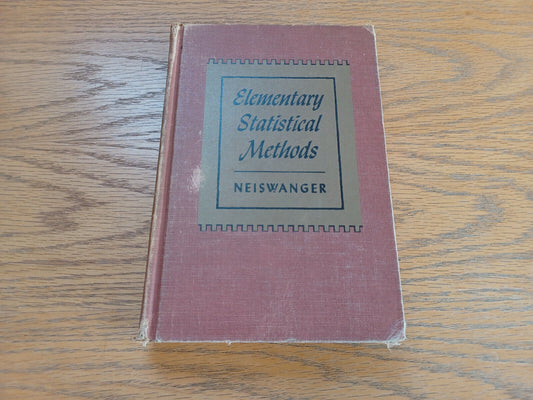 Elementary
Statistical
Methods
NEISWANGER